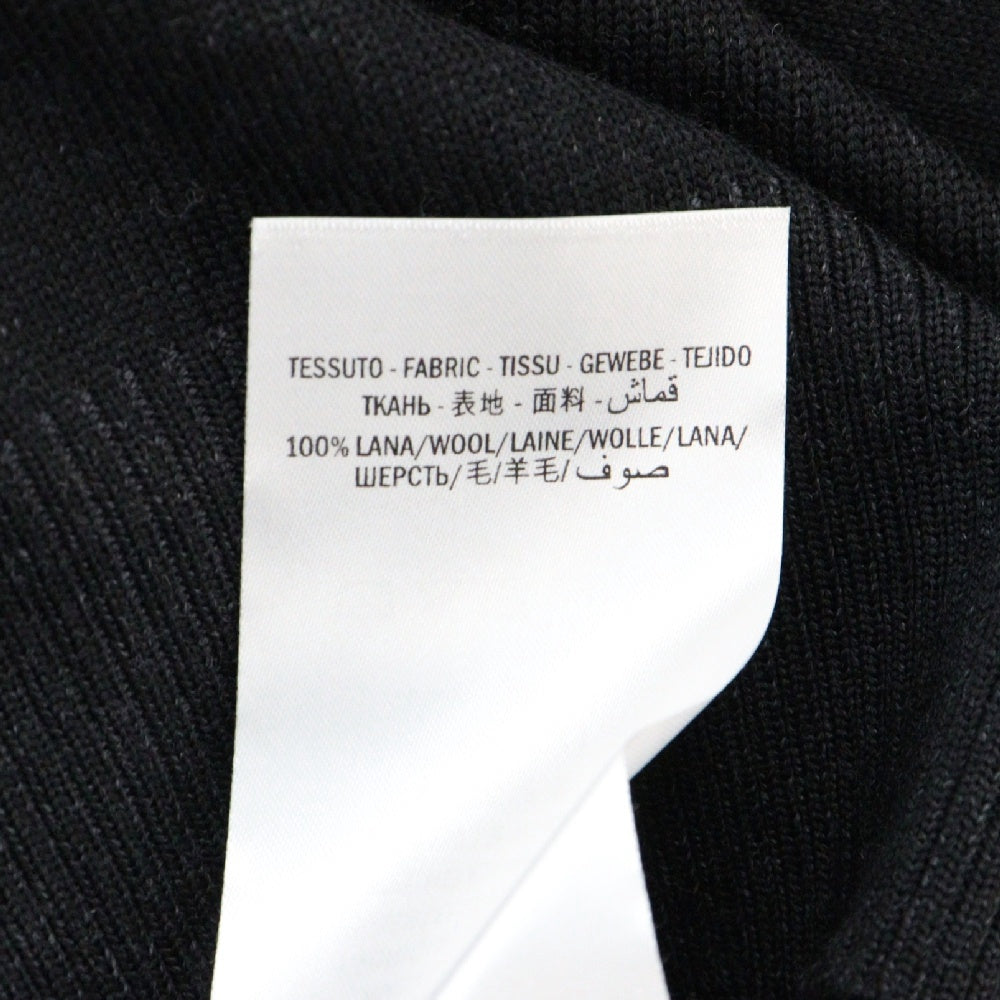 TESSUTO - FABRIC - TISSU - GEWEBE - TEJIDO
ТКАНЬ - 表地 - 面料 - قماش
100% LANA/WOOL/LAINE/WOLLE/LANA/
ШЕРСТЬ/毛/羊毛/صوف